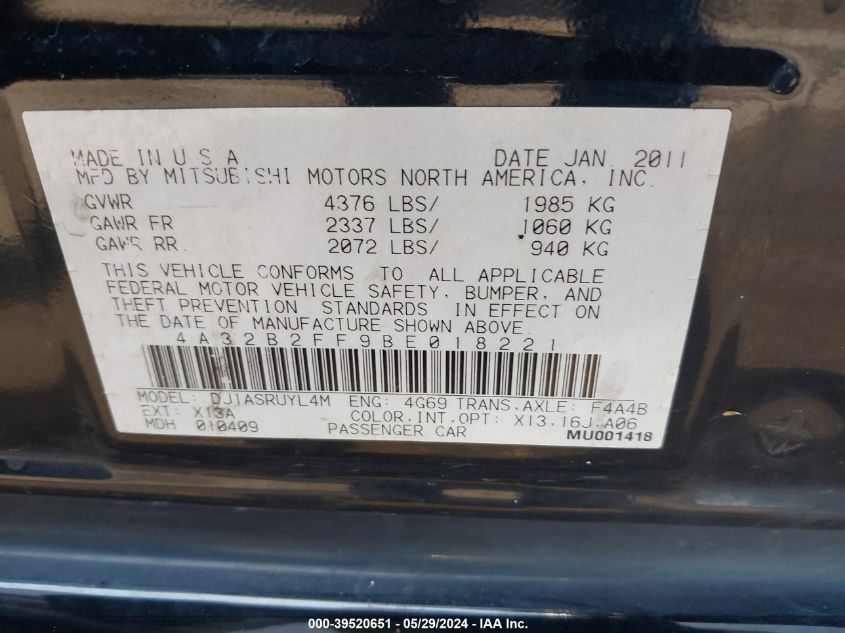 MADE IN U S A DATE JAN. 2011
MFD BY MITSUBISHI MOTORS NORTH AMERICA, INC.
GVWR 4376 LBS/ 1985 KG
GAWR FR 2337 LBS/ 1060 KG
GAWR RR. 2072 LBS/ 940 KG
THIS VEHICLE CONFORMS TO ALL APPLICABLE
FEDERAL MOTOR VEHICLE SAFETY, BUMPER, AND
THEFT PREVENTION STANDARDS IN EFFECT ON
THE DATE OF MANUFACTURE SHOWN ABOVE.
4A32B2FF9BE018221
MODEL: DJ1ASRUYL4M ENG: 4G69 TRANS.AXLE: F4A4B
EXT: X13A COLOR,INT.OPT: X13.16J.A06
MDH 010409 PASSENGER CAR MU001418
000-39520651 - 05/29/2024 - IAA Inc.